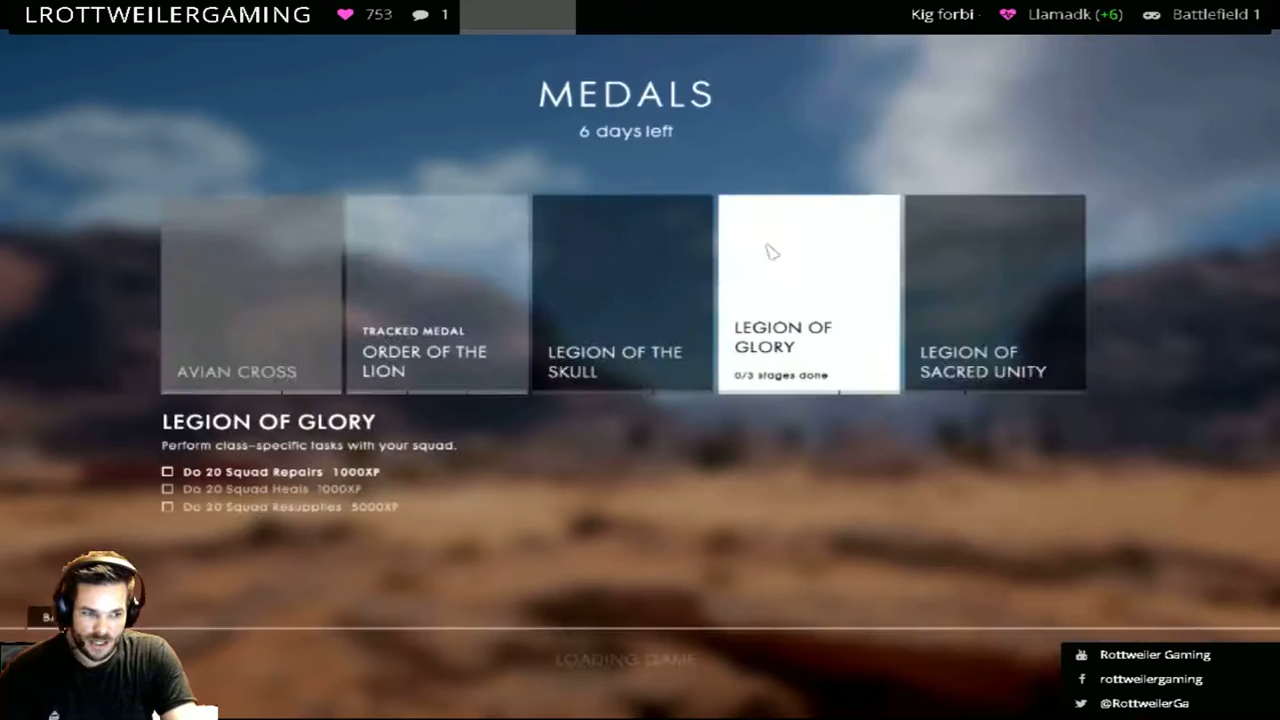 LROTTWEILERGAMING 753 1 Kig forbi · Llamadk (+6) Battlefield 1
MEDALS
6 days left
AVIAN CROSS
TRACKED MEDAL
ORDER OF THE
LION
LEGION OF THE
SKULL
LEGION OF
GLORY
0/3 stages done
LEGION OF
SACRED UNITY
LEGION OF GLORY
Perform class-specific tasks with your squad.
Do 20 Squad Repairs 1000XP
Do 20 Squad Heals 1000XP
Do 20 Squad Resupplies 5000XP
LOADING GAME
Rottweiler Gaming
rottweilergaming
@RottweilerGa